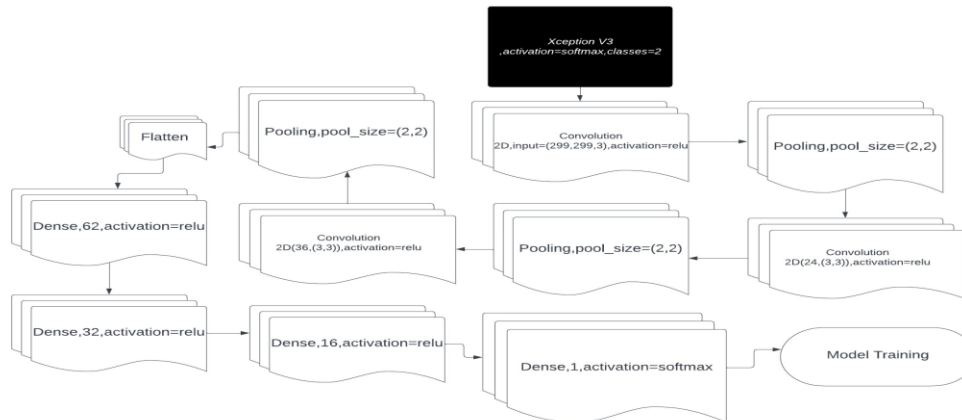 Xception V3
,activation=softmax,classes=2
Convolution
2D,input=(299,299,3),activation=relu
Pooling,pool_size=(2,2)
Convolution
2D(24,(3,3)),activation=relu
Pooling,pool_size=(2,2)
Convolution
2D(36,(3,3)),activation=relu
Pooling,pool_size=(2,2)
Flatten
Dense,62,activation=relu
Dense,32,activation=relu
Dense,16,activation=relu
Dense,1,activation=softmax
Model Training